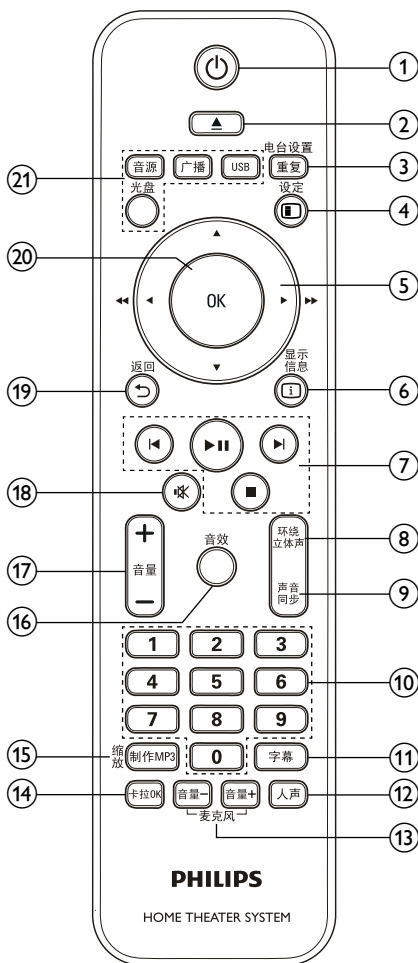 1
2
电台设置
音源 广播 USB 重复
3
21
光盘
设定
4
20
OK
5
返回
显示
信息
19
i
6
7
18
环绕
立体声
8
+
音量
-
17
音效
声音
同步
9
16
1 2 3
4 5 6
10
7 8 9
15
缩放
制作MP3
0
字幕
11
14
卡拉OK
音量-
音量+
人声
12
麦克风
13
PHILIPS
HOME THEATER SYSTEM